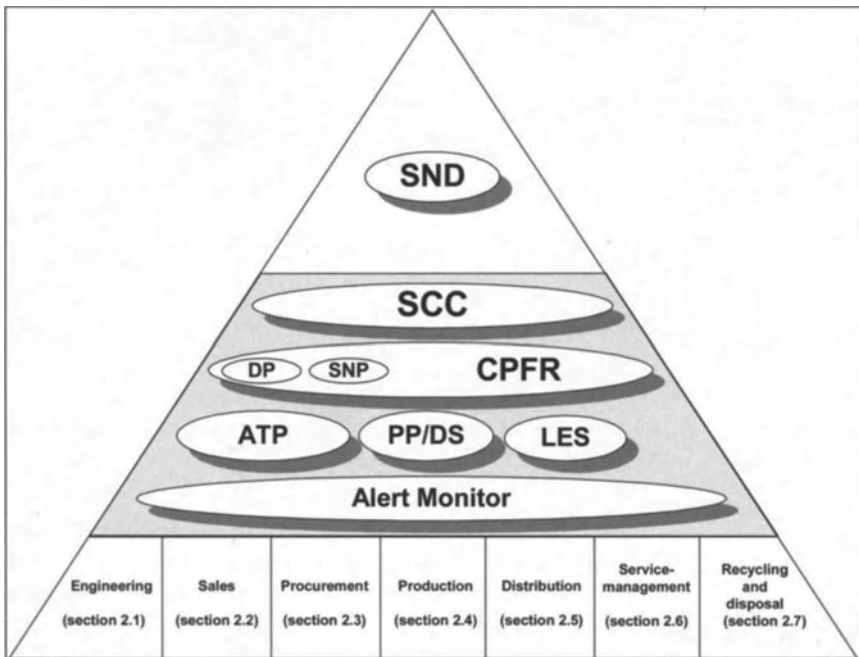 SND
SCC
DP SNP CPFR
ATP PP/DS LES
Alert Monitor
Engineering
(section 2.1)
Sales
(section 2.2)
Procurement
(section 2.3)
Production
(section 2.4)
Distribution
(section 2.5)
Service-
management
(section 2.6)
Recycling
and
disposal
(section 2.7)